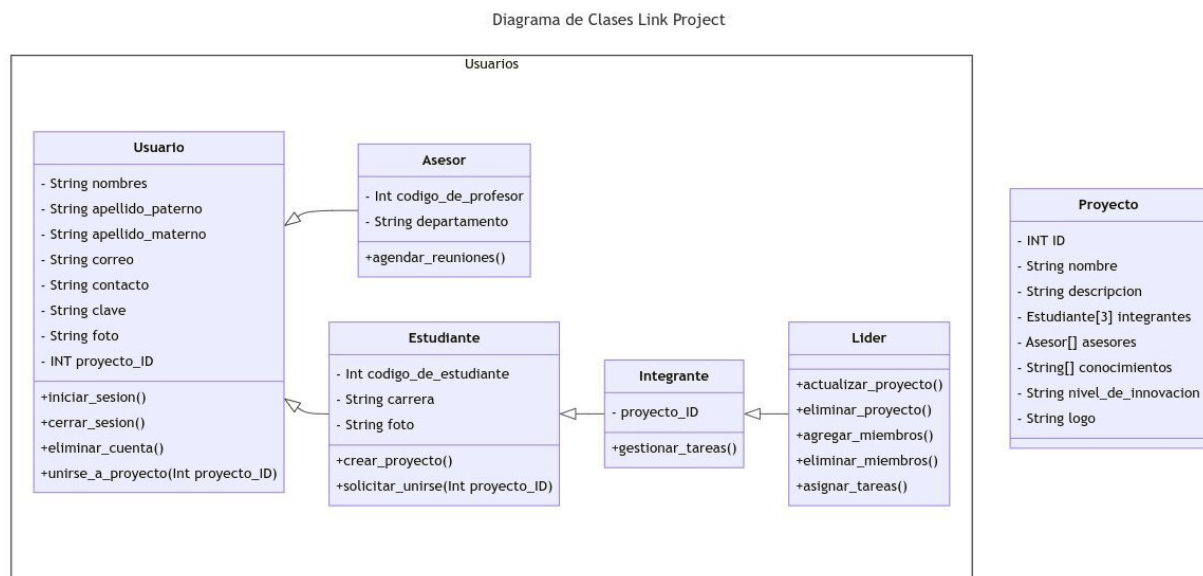 Diagrama de Clases Link Project
Usuarios
Usuario
- String nombres
- String apellido_paterno
- String apellido_materno
- String correo
- String contacto
- String clave
- String foto
- INT proyecto_ID
+iniciar_sesion()
+cerrar_sesion()
+eliminar_cuenta()
+unirse_a_proyecto(Int proyecto_ID)
Asesor
- Int codigo_de_profesor
- String departamento
+agendar_reuniones()
Estudiante
- Int codigo_de_estudiante
- String carrera
- String foto
+crear_proyecto()
+solicitar_unirse(Int proyecto_ID)
Integrante
- proyecto_ID
+gestionar_tareas()
Lider
+actualizar_proyecto()
+eliminar_proyecto()
+agregar_miembros()
+eliminar_miembros()
+asignar_tareas()
Proyecto
- INT ID
- String nombre
- String descripcion
- Estudiante[3] integrantes
- Asesor[] asesores
- String[] conocimientos
- String nivel_de_innovacion
- String logo